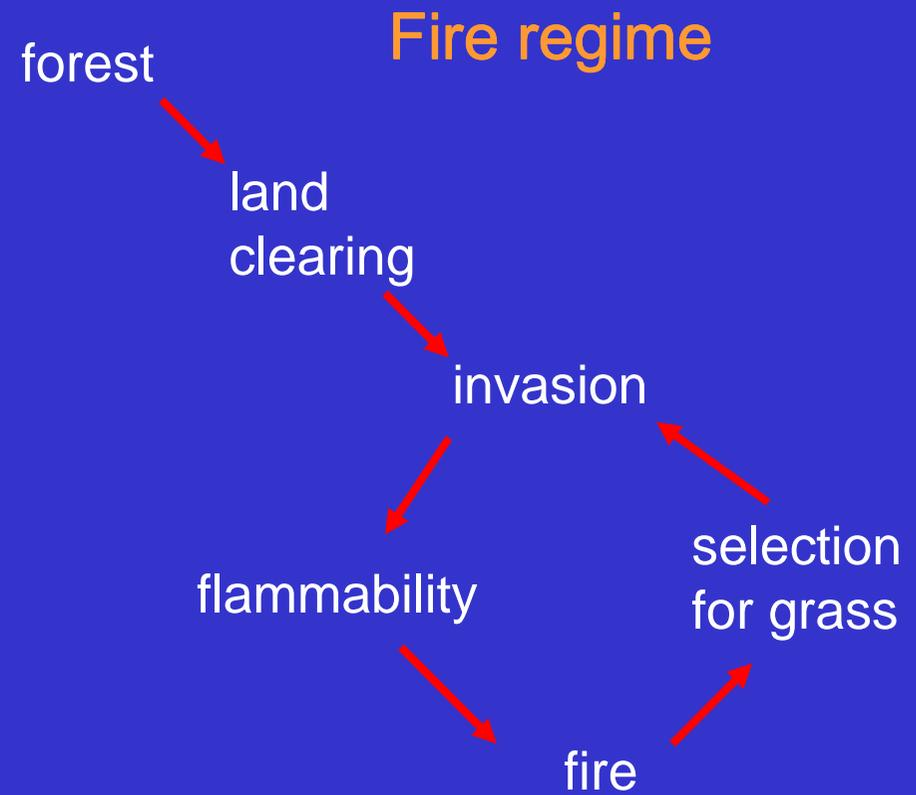 Fire regime
forest
land
clearing
invasion
flammability
selection
for grass
fire